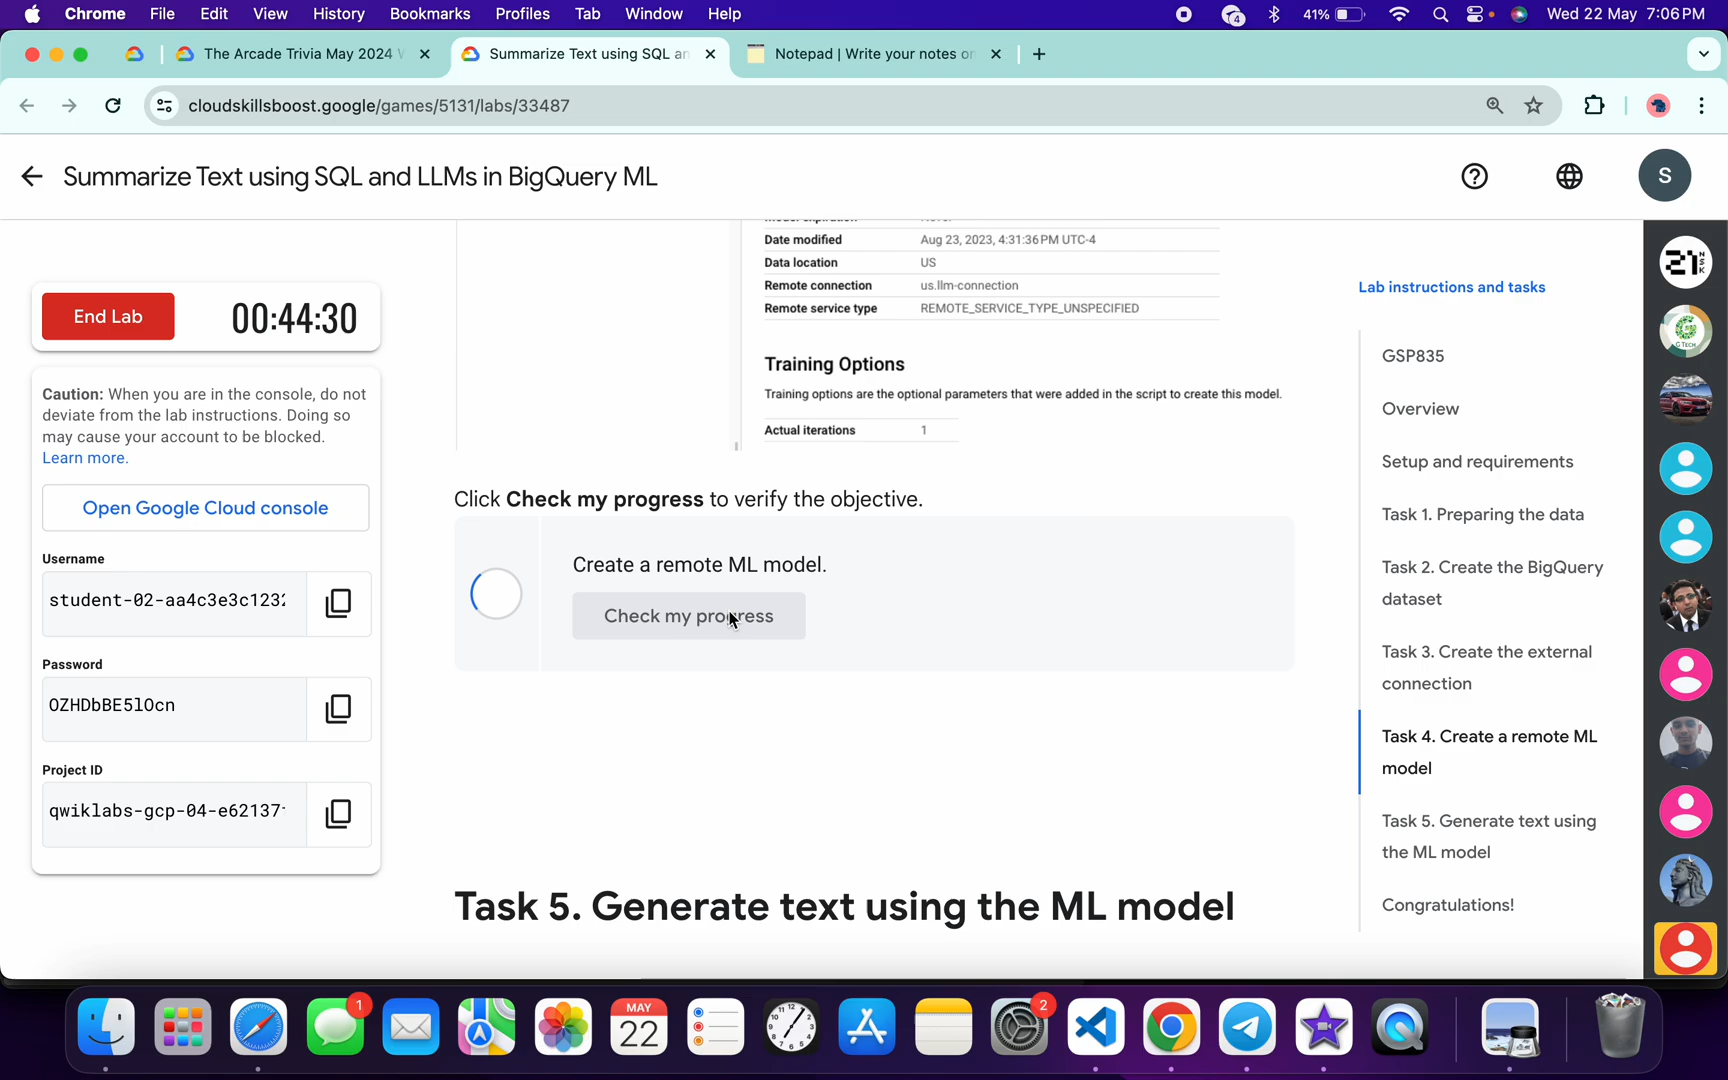 Chrome File Edit View History Bookmarks Profiles Tab Window Help
4 41% Wed 22 May 7:06 PM
The Arcade Trivia May 2024
Summarize Text using SQL an
Notepad | Write your notes on
cloudskillsboost.google/games/5131/labs/33487
Summarize Text using SQL and LLMs in BigQuery ML
S
End Lab
00:44:30
Caution: When you are in the console, do not
deviate from the lab instructions. Doing so
may cause your account to be blocked.
Learn more.
Open Google Cloud console
Username
student-02-aa4c3e3c1232
Password
OZHDbBE5lOcn
Project ID
qwiklabs-gcp-04-e62137
Date modified Aug 23, 2023, 4:31:36 PM UTC-4
Data location US
Remote connection us.llm-connection
Remote service type REMOTE_SERVICE_TYPE_UNSPECIFIED
Training Options
Training options are the optional parameters that were added in the script to create this model.
Actual iterations 1
Click Check my progress to verify the objective.
Create a remote ML model.
Check my progress
Task 5. Generate text using the ML model
Lab instructions and tasks
GSP835
Overview
Setup and requirements
Task 1. Preparing the data
Task 2. Create the BigQuery
dataset
Task 3. Create the external
connection
Task 4. Create a remote ML
model
Task 5. Generate text using
the ML model
Congratulations!
21
NSK
G TECH
1
MAY
22
2